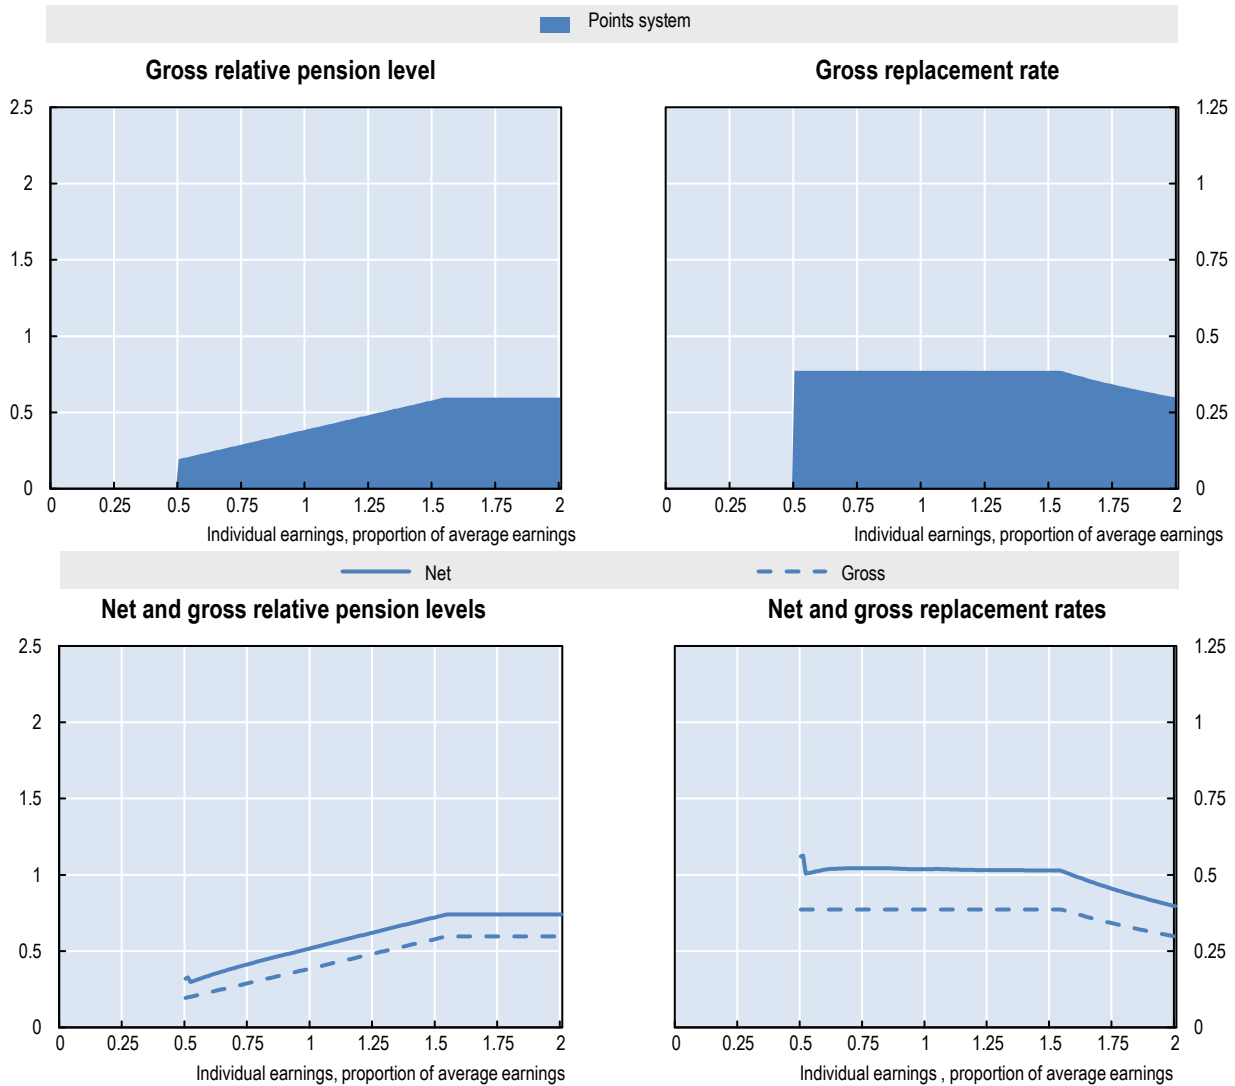 Points system
Gross relative pension level
Gross replacement rate
2.5
2
1.5
1
0.5
0
0 0.25 0.5 0.75 1 1.25 1.5 1.75 2
Individual earnings, proportion of average earnings
1.25
1
0.75
0.5
0.25
0
0 0.25 0.5 0.75 1 1.25 1.5 1.75 2
Individual earnings, proportion of average earnings
Net Gross
Net and gross relative pension levels
Net and gross replacement rates
2.5
2
1.5
1
0.5
0
0 0.25 0.5 0.75 1 1.25 1.5 1.75 2
Individual earnings, proportion of average earnings
1.25
1
0.75
0.5
0.25
0
0 0.25 0.5 0.75 1 1.25 1.5 1.75 2
Individual earnings , proportion of average earnings